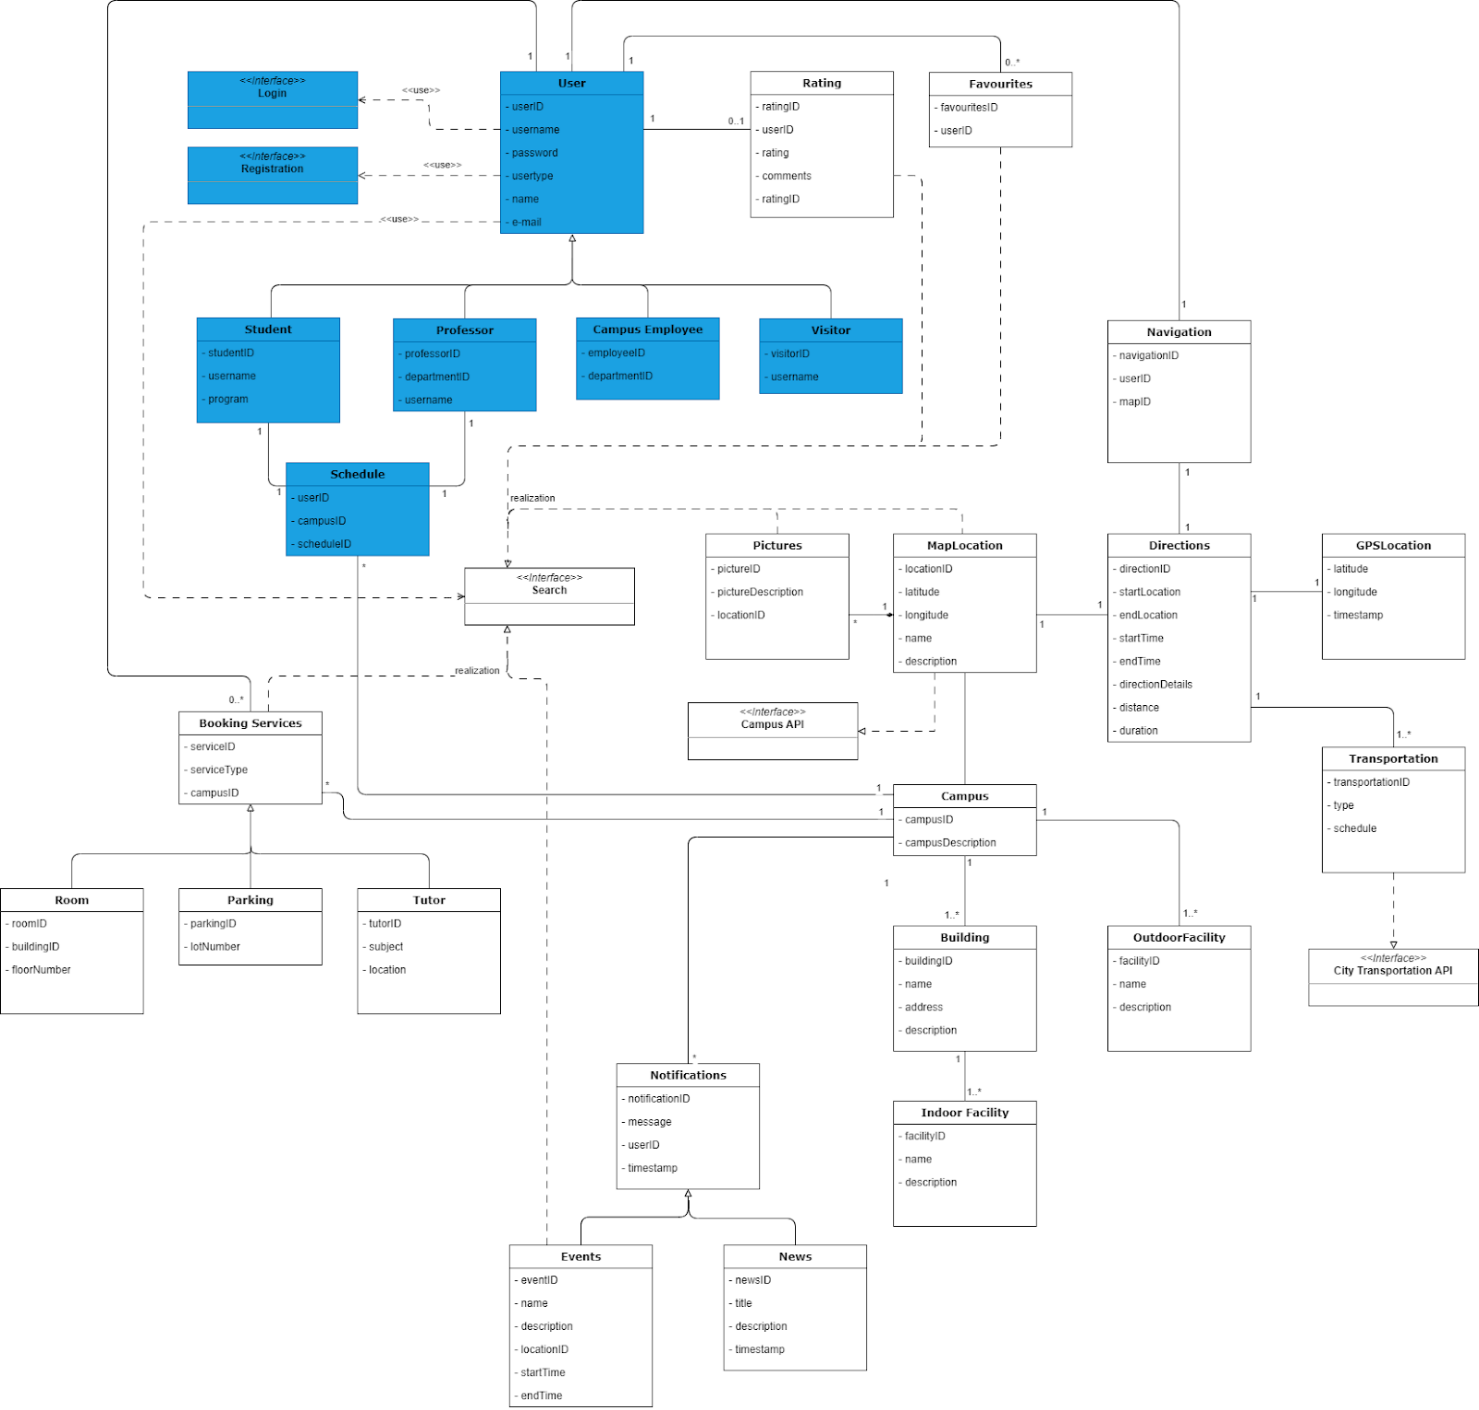 1
1
1
0..*
<<Interface>>
Login
<<use>>
<<Interface>>
Registration
<<use>>
<<use>>
User
- userID
- username
- password
- usertype
- name
- e-mail
1
0..1
Rating
- ratingID
- userID
- rating
- comments
- ratingID
Favourites
- favouritesID
- userID
Student
- studentID
- username
- program
Professor
- professorID
- departmentID
- username
Campus Employee
- employeeID
- departmentID
Visitor
- visitorID
- username
1
Navigation
- navigationID
- userID
- mapID
1
1
1
1
Schedule
- userID
- campusID
- scheduleID
*
1
1
realization
<<Interface>>
Search
Pictures
- pictureID
- pictureDescription
- locationID
*
1
MapLocation
- locationID
- latitude
- longitude
- name
- description
1
1
Directions
- directionID
- startLocation
- endLocation
- startTime
- endTime
- directionDetails
- distance
- duration
1
1
GPSLocation
- latitude
- longitude
- timestamp
1
1..*
Transportation
- transportationID
- type
- schedule
<<Interface>>
City Transportation API
realization
<<Interface>>
Campus API
0..*
Booking Services
- serviceID
- serviceType
- campusID
*
1
1
Campus
- campusID
- campusDescription
1
1
1
1..*
1..*
Room
- roomID
- buildingID
- floorNumber
Parking
- parkingID
- lotNumber
Tutor
- tutorID
- subject
- location
Building
- buildingID
- name
- address
- description
1
1..*
OutdoorFacility
- facilityID
- name
- description
Indoor Facility
- facilityID
- name
- description
*
Notifications
- notificationID
- message
- userID
- timestamp
Events
- eventID
- name
- description
- locationID
- startTime
- endTime
News
- newsID
- title
- description
- timestamp